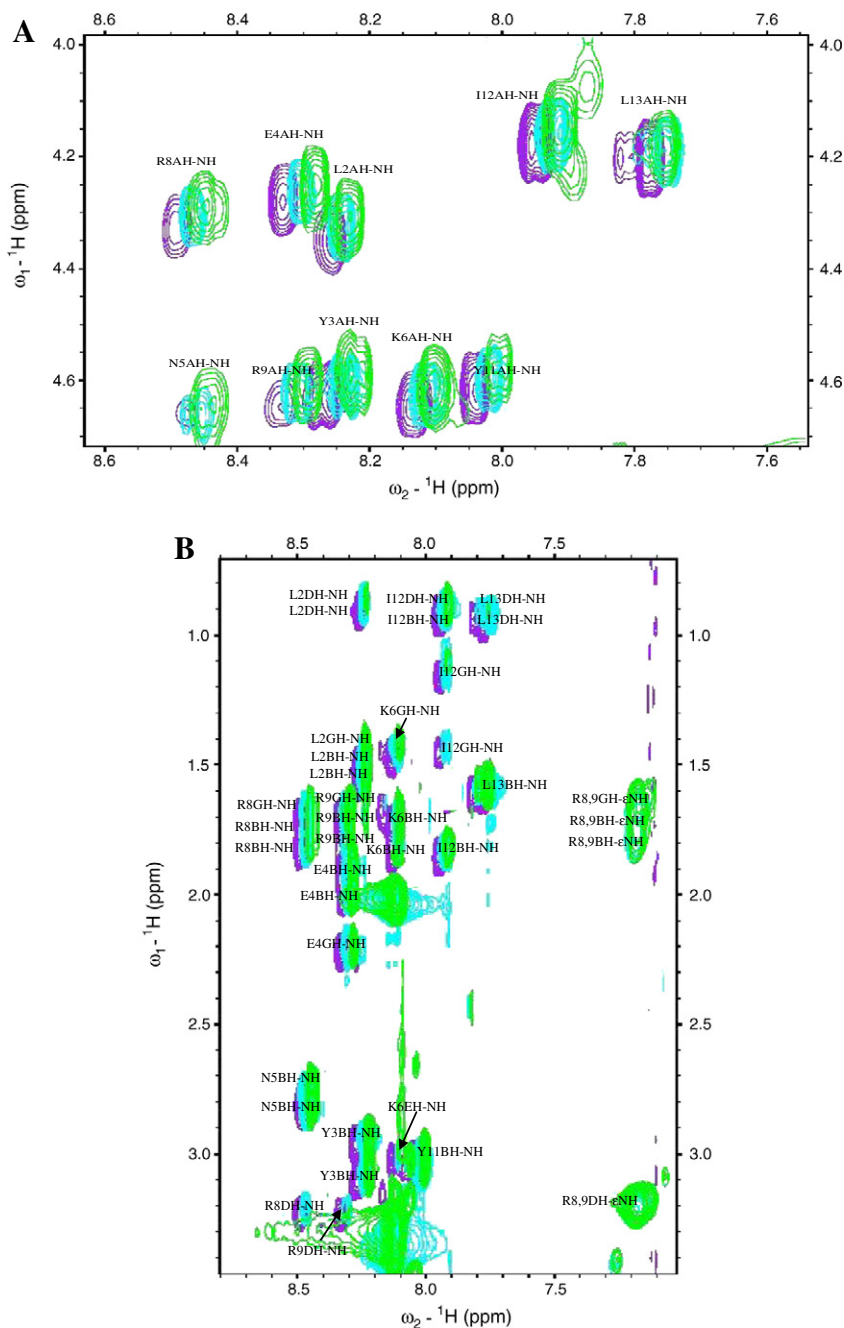 A
8.6 8.4 8.2 8.0 7.8 7.6
4.0 4.0
I12AH-NH L13AH-NH
E4AH-NH
R8AH-NH L2AH-NH
4.2 4.2
4.4 4.4
Y3AH-NH
K6AH-NH
N5AH-NH R9AH-NH Y11AH-NH
4.6 4.6
ω1 - 1H (ppm)
8.6 8.4 8.2 8.0 7.8 7.6
ω2 - 1H (ppm)
B
8.5 8.0 7.5
L2DH-NH I12DH-NH L13DH-NH
L2DH-NH I12BH-NH L13DH-NH
1.0 1.0
I12GH-NH
K6GH-NH
L2GH-NH I12GH-NH
1.5 1.5
L2BH-NH
L2BH-NH L13BH-NH
R8GH-NH R9GH-NH R8,9GH-εNH
R8BH-NH R9BH-NH K6BH-NH R8,9BH-εNH
R8BH-NH R9BH-NH K6BH-NH I12BH-NH R8,9BH-εNH
E4BH-NH
2.0 E4BH-NH 2.0
E4GH-NH
2.5 2.5
N5BH-NH
N5BH-NH K6EH-NH
Y3BH-NH
3.0 Y11BH-NH 3.0
Y3BH-NH
R8DH-NH R8,9DH-εNH
R9DH-NH
ω1 - 1H (ppm)
8.5 8.0 7.5
ω2 - 1H (ppm)